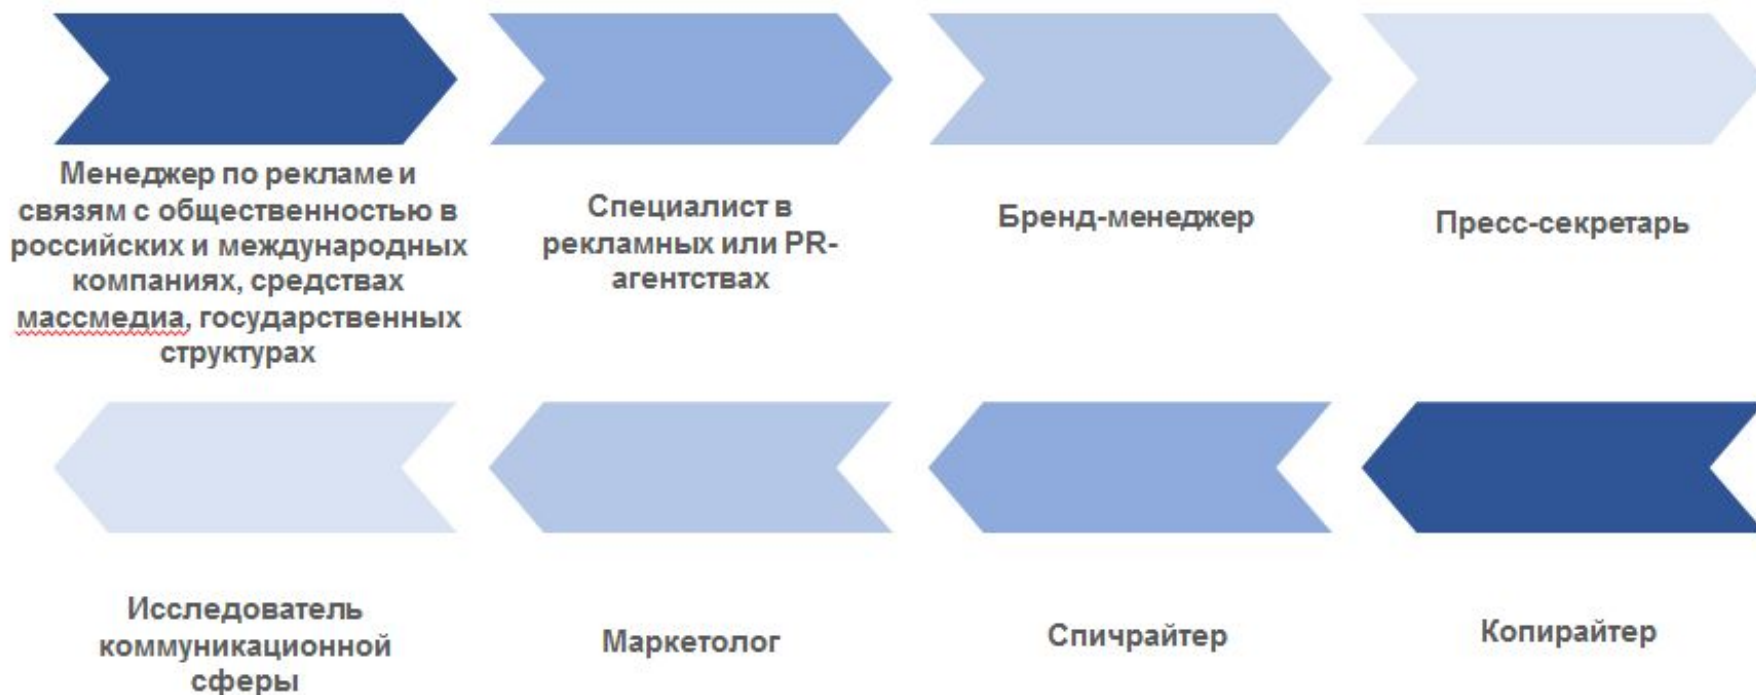 Менеджер по рекламе и
связям с общественностью в
российских и международных
компаниях, средствах
массмедиа, государственных
структурах
Специалист в
рекламных или PR-
агентствах
Бренд-менеджер
Пресс-секретарь
Исследователь
коммуникационной
сферы
Маркетолог
Спичрайтер
Копирайтер